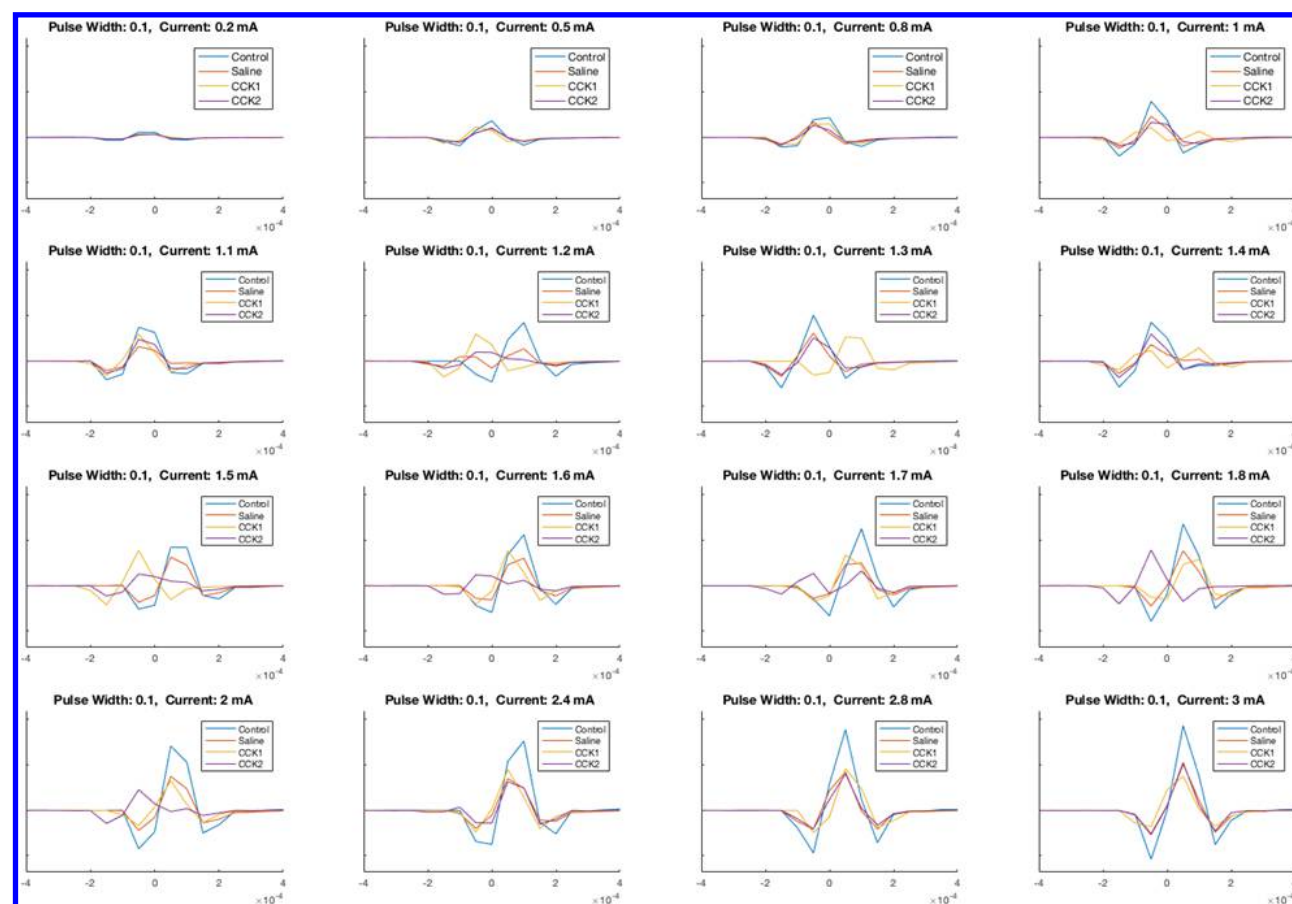 Pulse Width: 0.1, Current: 0.2 mA
Control
Saline
CCK1
CCK2
-4 -2 0 2 4
×10-4
Pulse Width: 0.1, Current: 0.5 mA
Control
Saline
CCK1
CCK2
-4 -2 0 2 4
×10-4
Pulse Width: 0.1, Current: 0.8 mA
Control
Saline
CCK1
CCK2
-4 -2 0 2 4
×10-4
Pulse Width: 0.1, Current: 1 mA
Control
Saline
CCK1
CCK2
-4 -2 0 2 4
×10-4
Pulse Width: 0.1, Current: 1.1 mA
Control
Saline
CCK1
CCK2
-4 -2 0 2 4
×10-4
Pulse Width: 0.1, Current: 1.2 mA
Control
Saline
CCK1
CCK2
-4 -2 0 2 4
×10-4
Pulse Width: 0.1, Current: 1.3 mA
Control
Saline
CCK1
CCK2
-4 -2 0 2 4
×10-4
Pulse Width: 0.1, Current: 1.4 mA
Control
Saline
CCK1
CCK2
-4 -2 0 2 4
×10-4
Pulse Width: 0.1, Current: 1.5 mA
Control
Saline
CCK1
CCK2
-4 -2 0 2 4
×10-4
Pulse Width: 0.1, Current: 1.6 mA
Control
Saline
CCK1
CCK2
-4 -2 0 2 4
×10-4
Pulse Width: 0.1, Current: 1.7 mA
Control
Saline
CCK1
CCK2
-4 -2 0 2 4
×10-4
Pulse Width: 0.1, Current: 1.8 mA
Control
Saline
CCK1
CCK2
-4 -2 0 2 4
×10-4
Pulse Width: 0.1, Current: 2 mA
Control
Saline
CCK1
CCK2
-4 -2 0 2 4
×10-4
Pulse Width: 0.1, Current: 2.4 mA
Control
Saline
CCK1
CCK2
-4 -2 0 2 4
×10-4
Pulse Width: 0.1, Current: 2.8 mA
Control
Saline
CCK1
CCK2
-4 -2 0 2 4
×10-4
Pulse Width: 0.1, Current: 3 mA
Control
Saline
CCK1
CCK2
-4 -2 0 2 4
×10-4